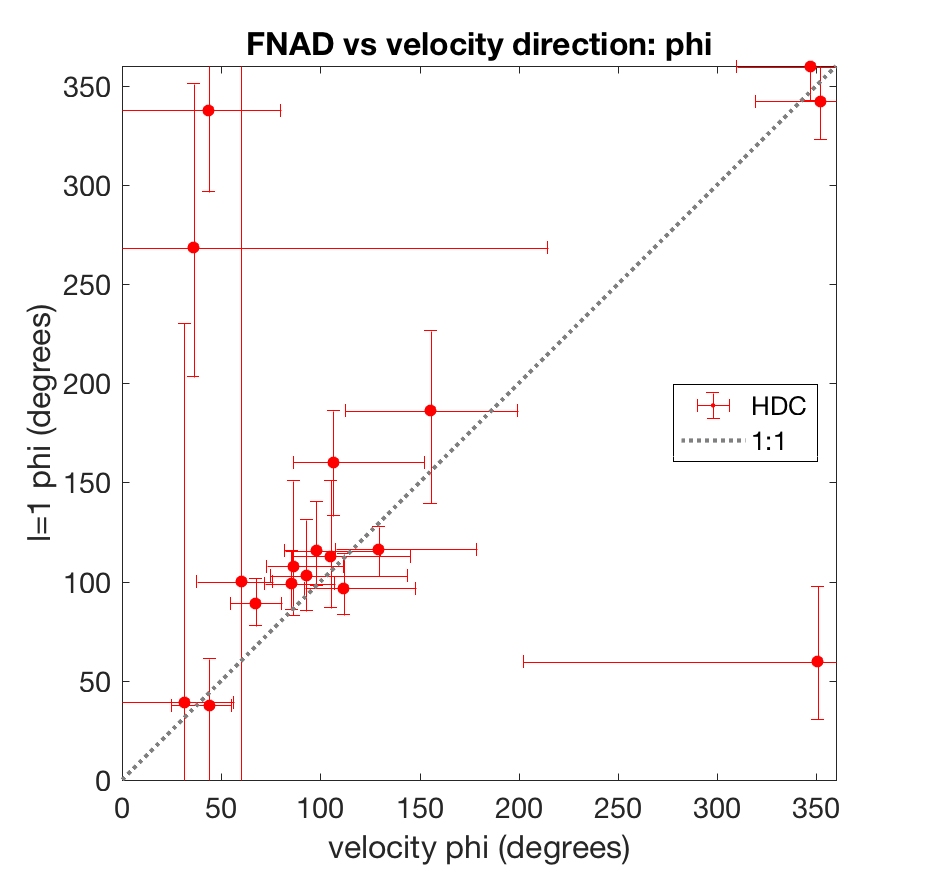 FNAD vs velocity direction: phi
l=1 phi (degrees)
350
300
250
200
150
100
50
0
HDC
1:1
0 50 100 150 200 250 300 350
velocity phi (degrees)